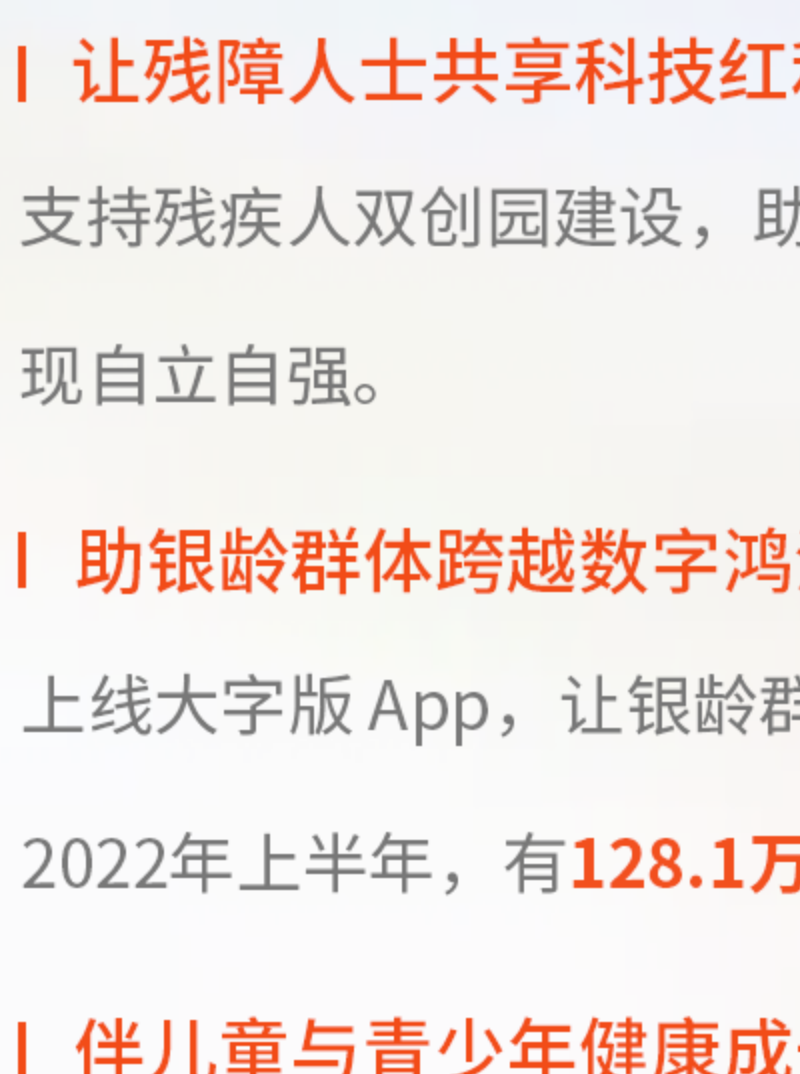 让残障人士共享科技红
支持残疾人双创园建设，助
现自立自强。
助银龄群体跨越数字鸿
上线大字版 App，让银龄群
2022年上半年，有128.1万
伴儿童与青少年健康成